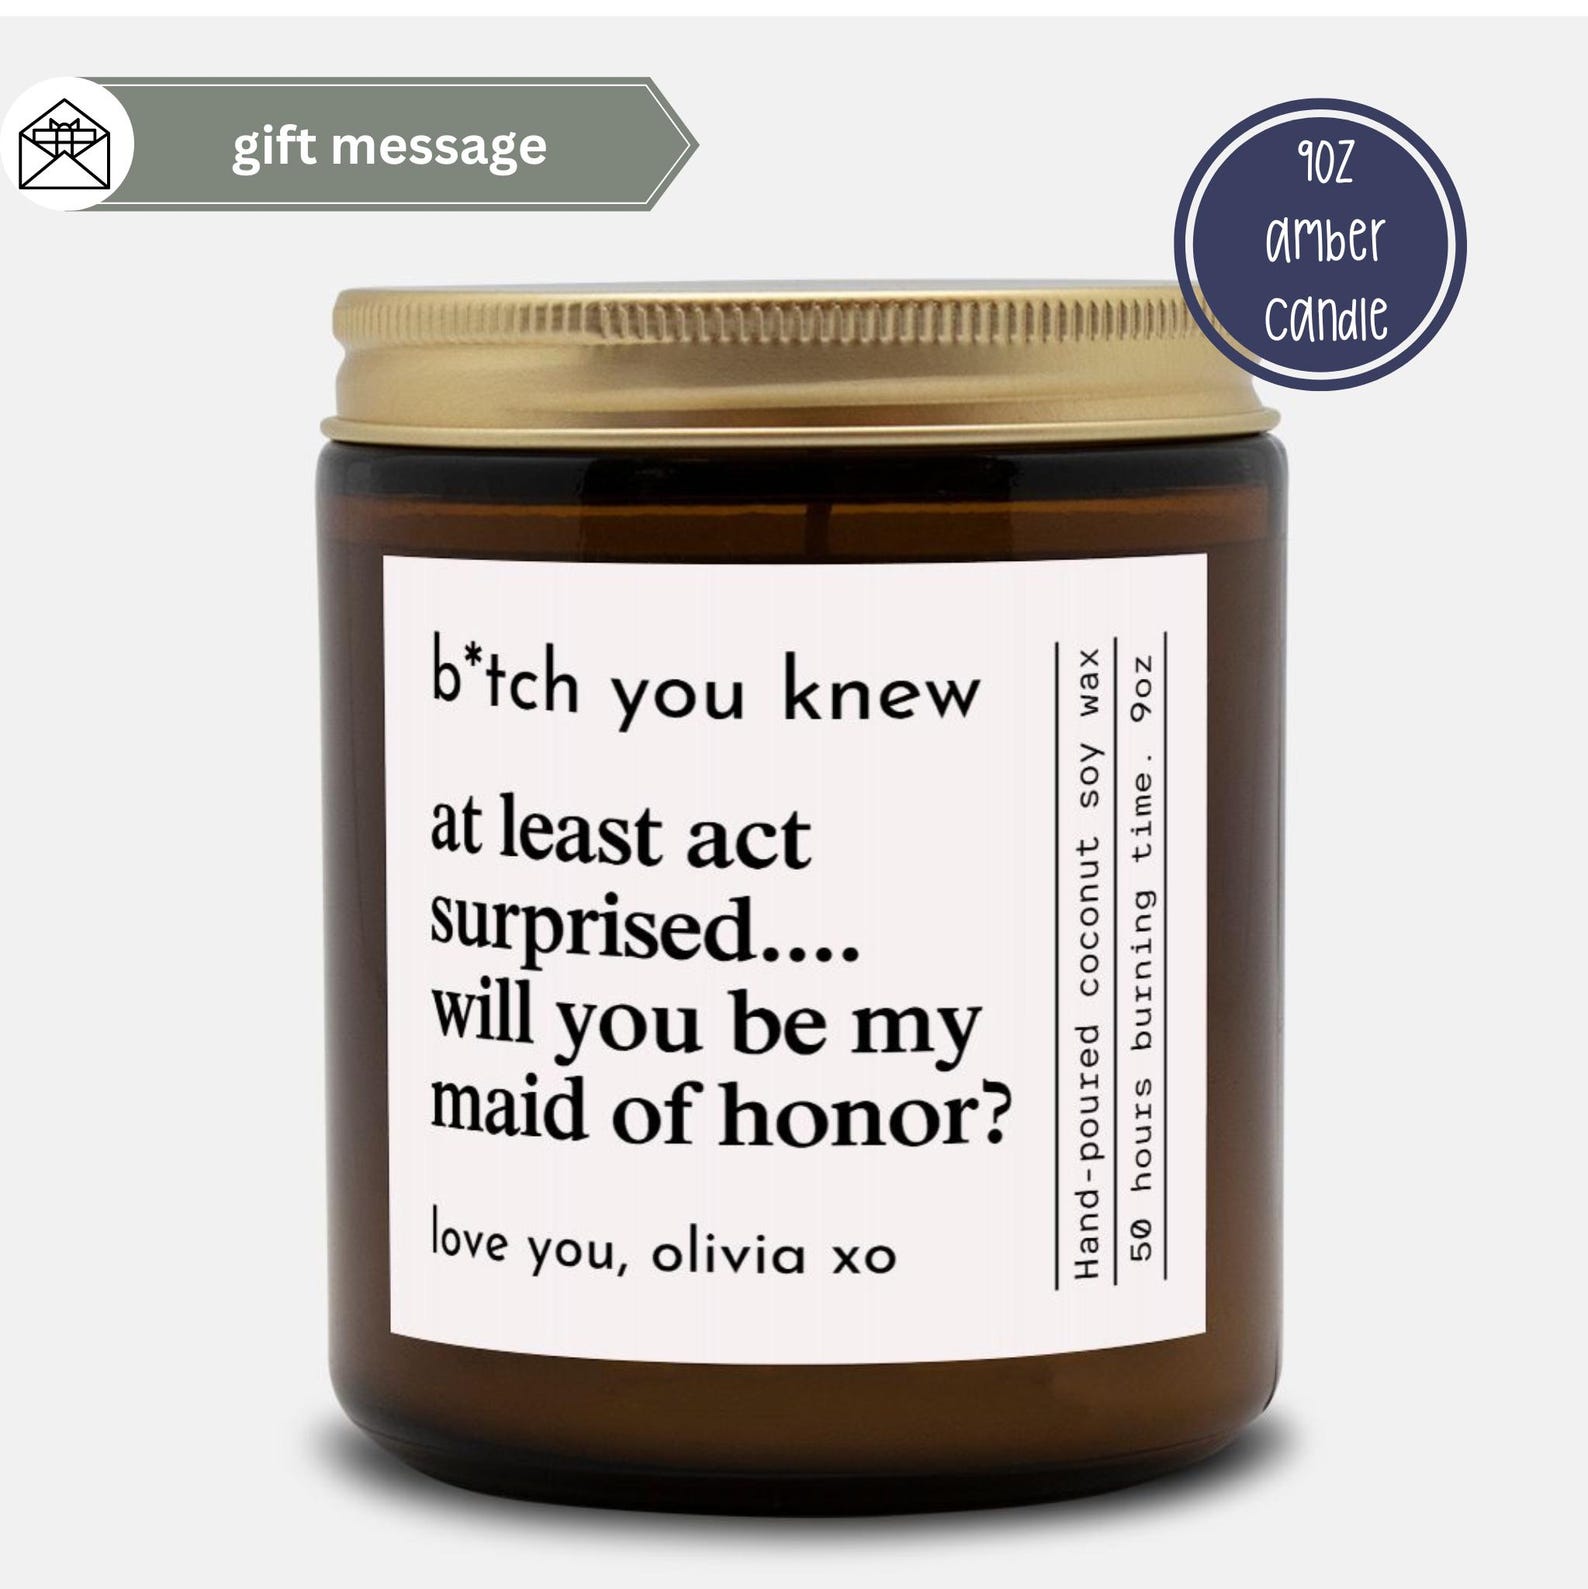 gift message
9OZ
amber
candle
b*tch you knew
at least act
surprised....
will you be my
maid of honor?
love you, olivia xo
Hand-poured coconut soy wax
50 hours burning time. 9oz